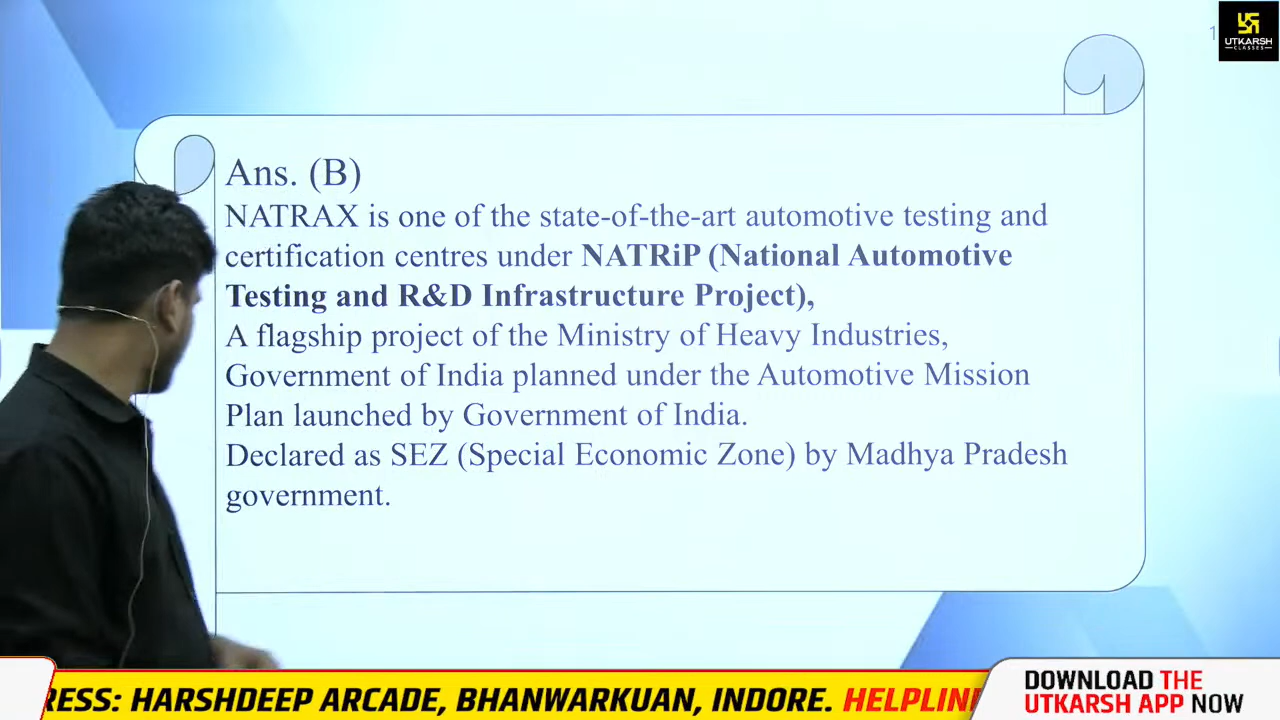 1
UTKARSH
CLASSES
Ans. (B)
NATRAX is one of the state-of-the-art automotive testing and
certification centres under NATRiP (National Automotive
Testing and R&D Infrastructure Project),
A flagship project of the Ministry of Heavy Industries,
Government of India planned under the Automotive Mission
Plan launched by Government of India.
Declared as SEZ (Special Economic Zone) by Madhya Pradesh
government.
RESS: HARSHDEEP ARCADE, BHANWARKUAN, INDORE. HELPLIN
DOWNLOAD THE
UTKARSH APP NOW